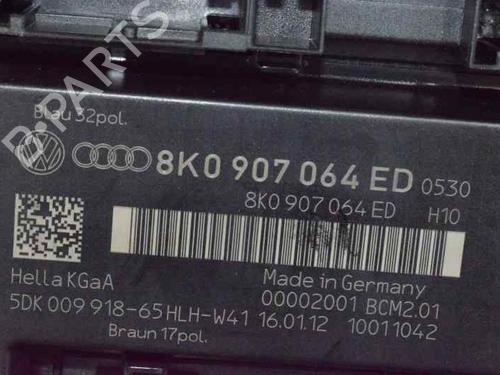 Blau 32pol.
8K0 907 064 ED 0530
8K0 907 064 ED H10
Hella KGaA
Made in Germany
00002001 BCM2.01
5DK 009 918-65 HLH-W41 16.01.12 10011042
Braun 17pol.
B-PARTS